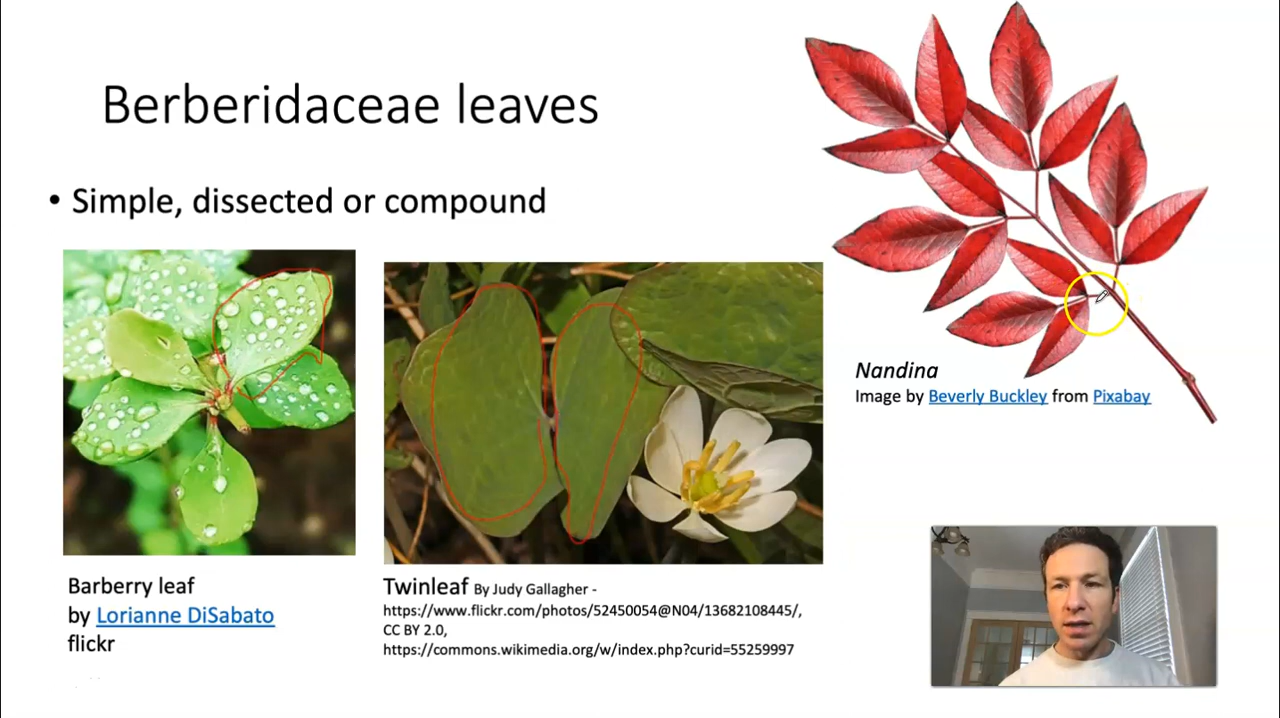 Berberidaceae leaves
• Simple, dissected or compound
Nandina
Image by Beverly Buckley from Pixabay
Barberry leaf
by Lorianne DiSabato
flickr
Twinleaf By Judy Gallagher -
https://www.flickr.com/photos/52450054@N04/13682108445/,
CC BY 2.0,
https://commons.wikimedia.org/w/index.php?curid=55259997